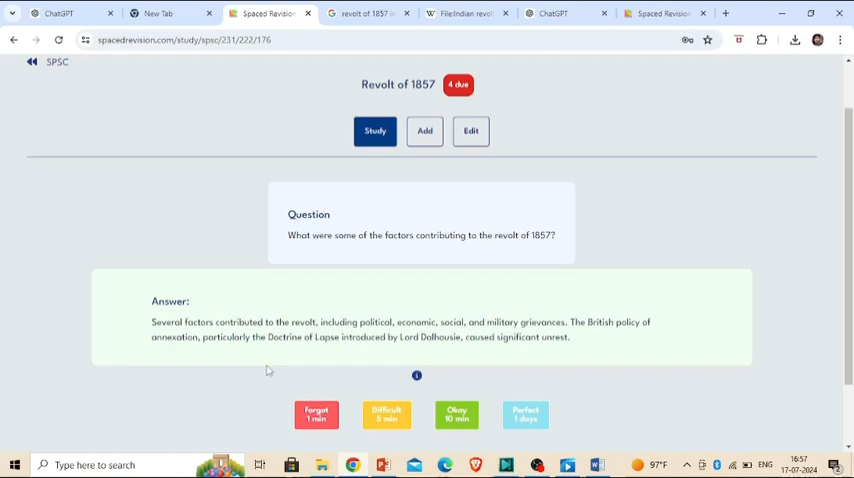 ChatGPT
New Tab
Spaced Revision
revolt of 1857 i
File:Indian revol
ChatGPT
Spaced Revision
spacedrevision.com/study/spsc/231/222/176
SPSC
Revolt of 1857 4 due
Study Add Edit
Question
What were some of the factors contributing to the revolt of 1857?
Answer:
Several factors contributed to the revolt, including political, economic, social, and military grievances. The British policy of
annexation, particularly the Doctrine of Lapse introduced by Lord Dalhousie, caused significant unrest.
Forgot
1 min
Difficult
5 min
Okay
10 min
Perfect
1 days
Type here to search
97°F
ENG
16:57
17-07-2024
2